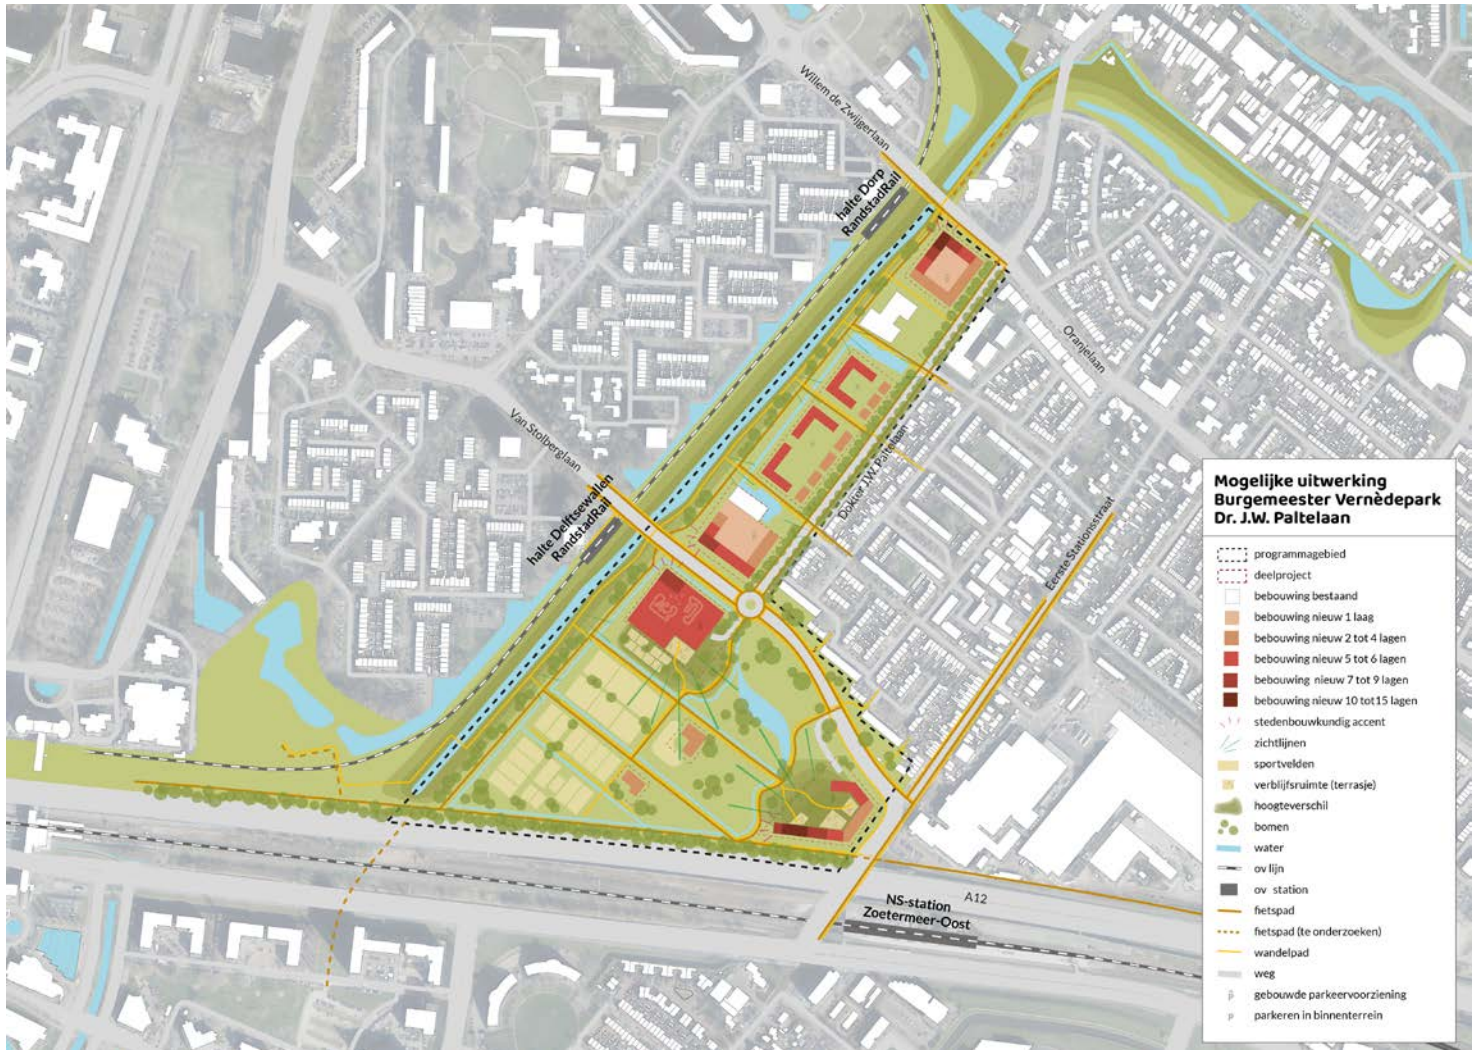 Willem de Zwijgerlaan
halte Dorp
RandstadRail
Oranjelaan
Van Stolberglaan
halte Delftsewallen
RandstadRail
Dokter J.W. Paltelaan
Eerste Stationsstraat
A12
NS-station
Zoetermeer-Oost
Mogelijke uitwerking
Burgemeester Vernèdepark
Dr. J.W. Paltelaan
programmagebied
deelproject
bebouwing bestaand
bebouwing nieuw 1 laag
bebouwing nieuw 2 tot 4 lagen
bebouwing nieuw 5 tot 6 lagen
bebouwing nieuw 7 tot 9 lagen
bebouwing nieuw 10 tot15 lagen
stedenbouwkundig accent
zichtlijnen
sportvelden
verblijfsruimte (terrasje)
hoogteverschil
bomen
water
ov lijn
ov station
fietspad
fietspad (te onderzoeken)
wandelpad
weg
gebouwde parkeervoorziening
p parkeren in binnenterrein